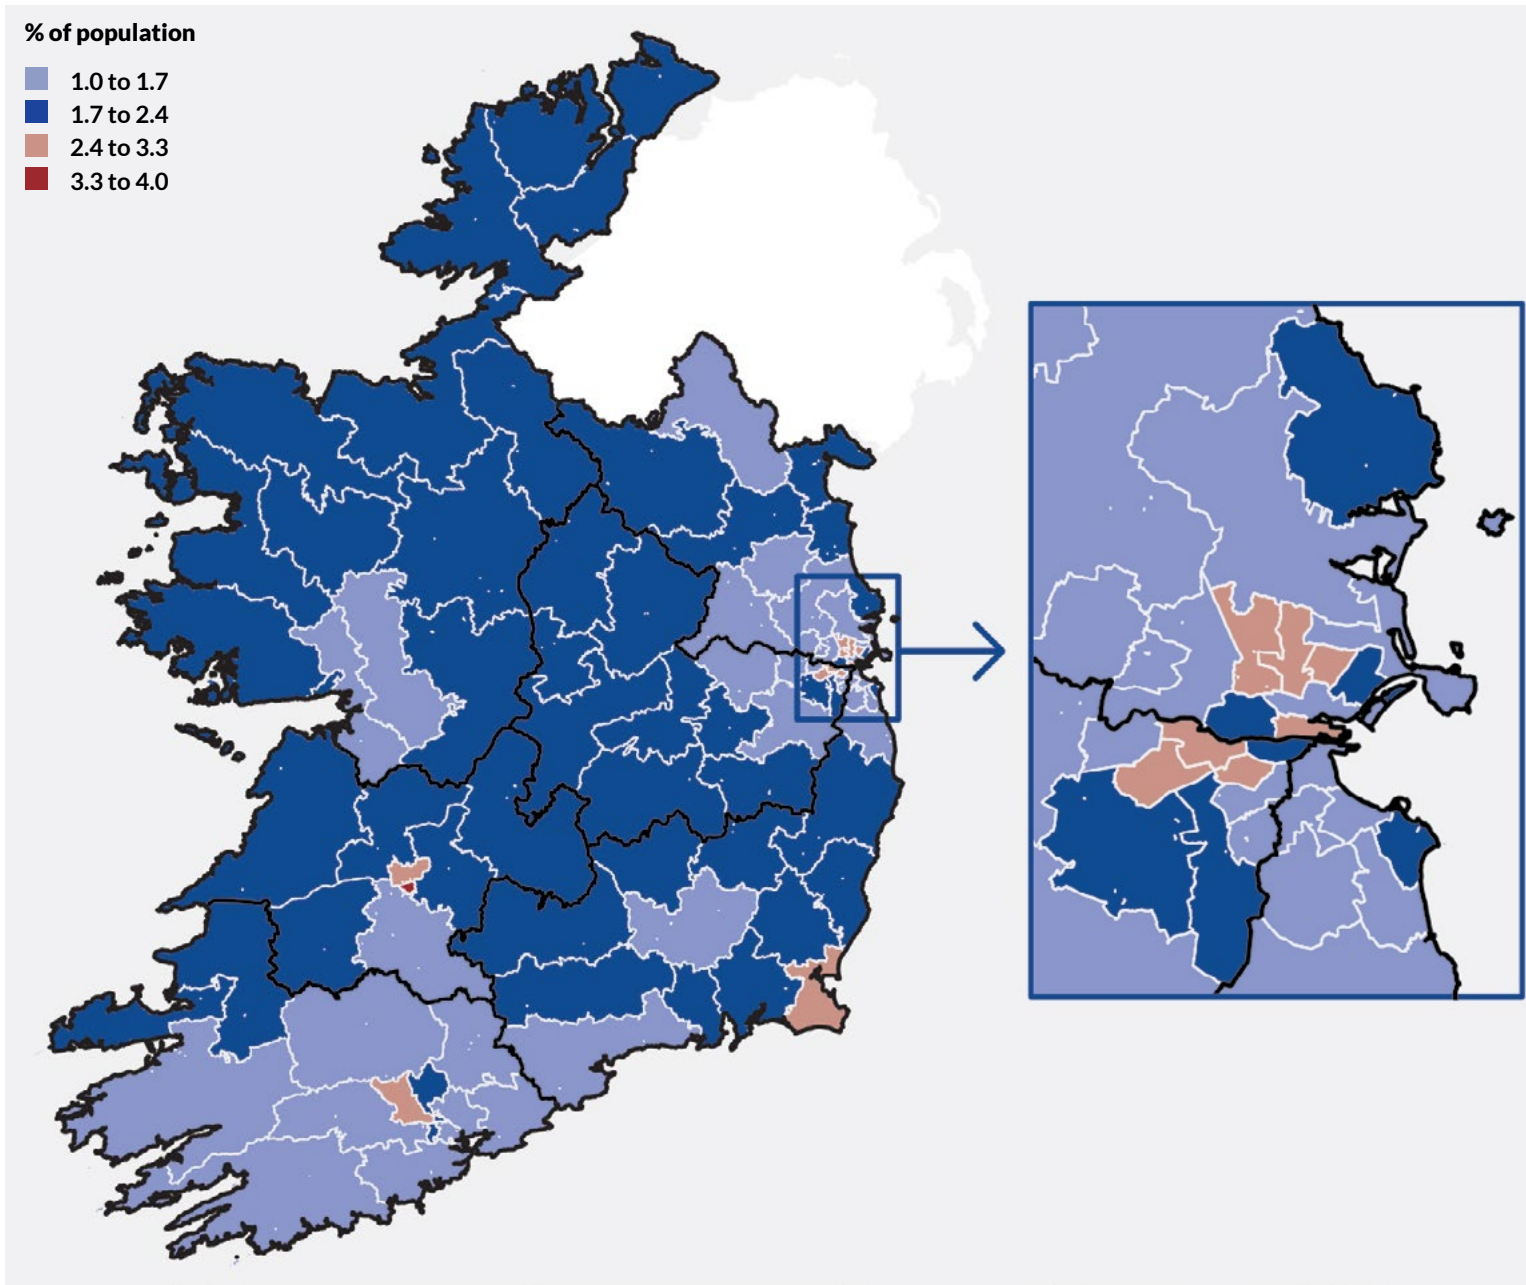 % of population
1.0 to 1.7
1.7 to 2.4
2.4 to 3.3
3.3 to 4.0